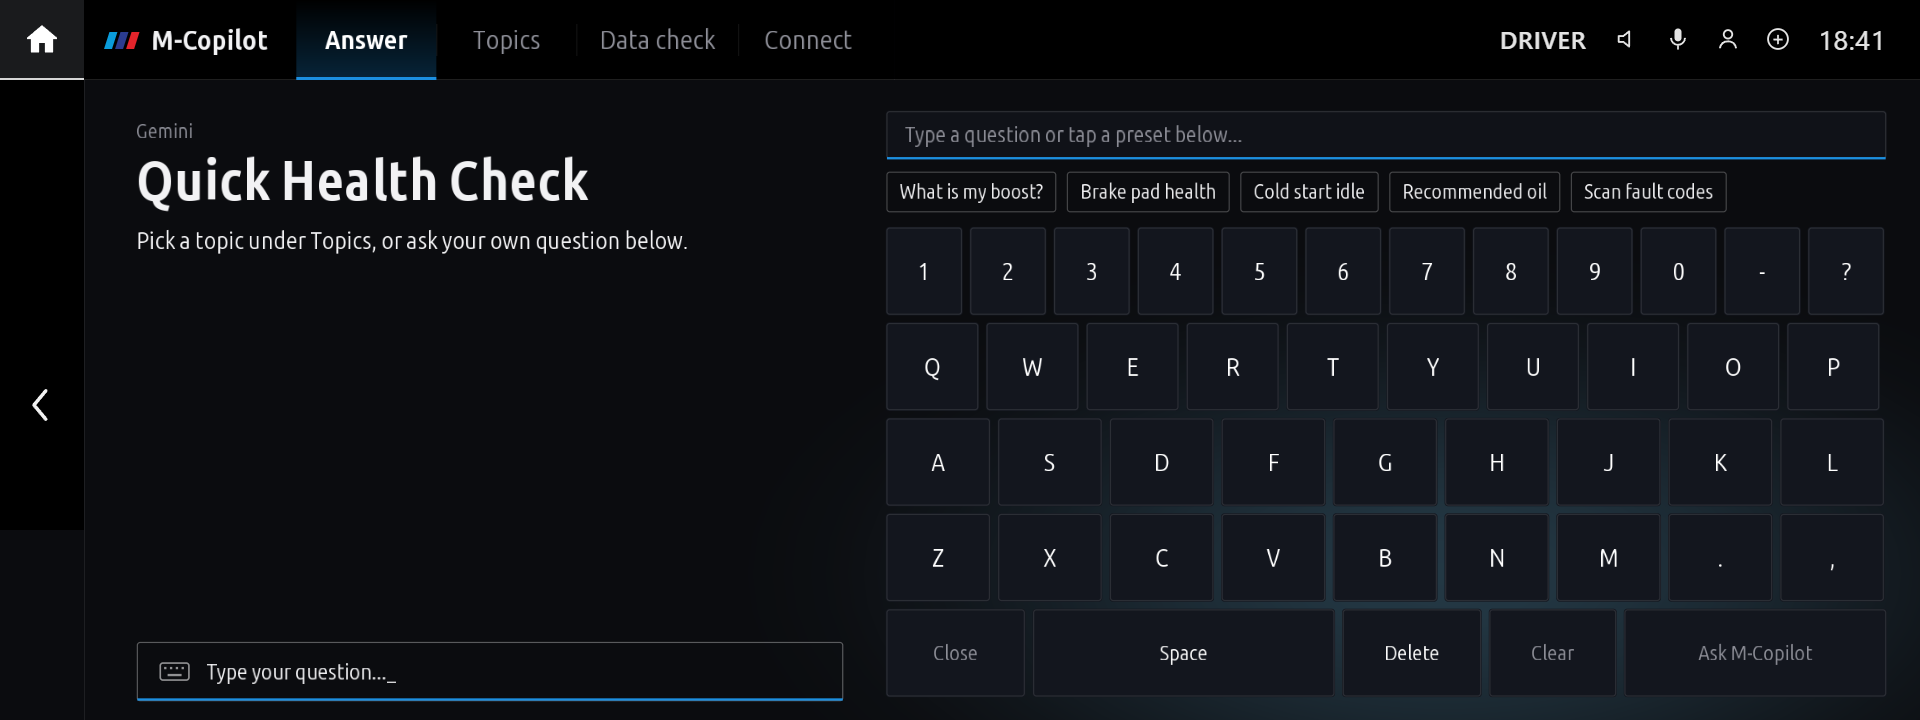 M-Copilot
Answer
Topics
Data check
Connect
DRIVER
18:41
Gemini
Quick Health Check
Pick a topic under Topics, or ask your own question below.
Type your question..._
Type a question or tap a preset below...
What is my boost?
Brake pad health
Cold start idle
Recommended oil
Scan fault codes
1 2 3 4 5 6 7 8 9 0 - ?
Q W E R T Y U I O P
A S D F G H J K L
Z X C V B N M . ,
Close Space Delete Clear Ask M-Copilot